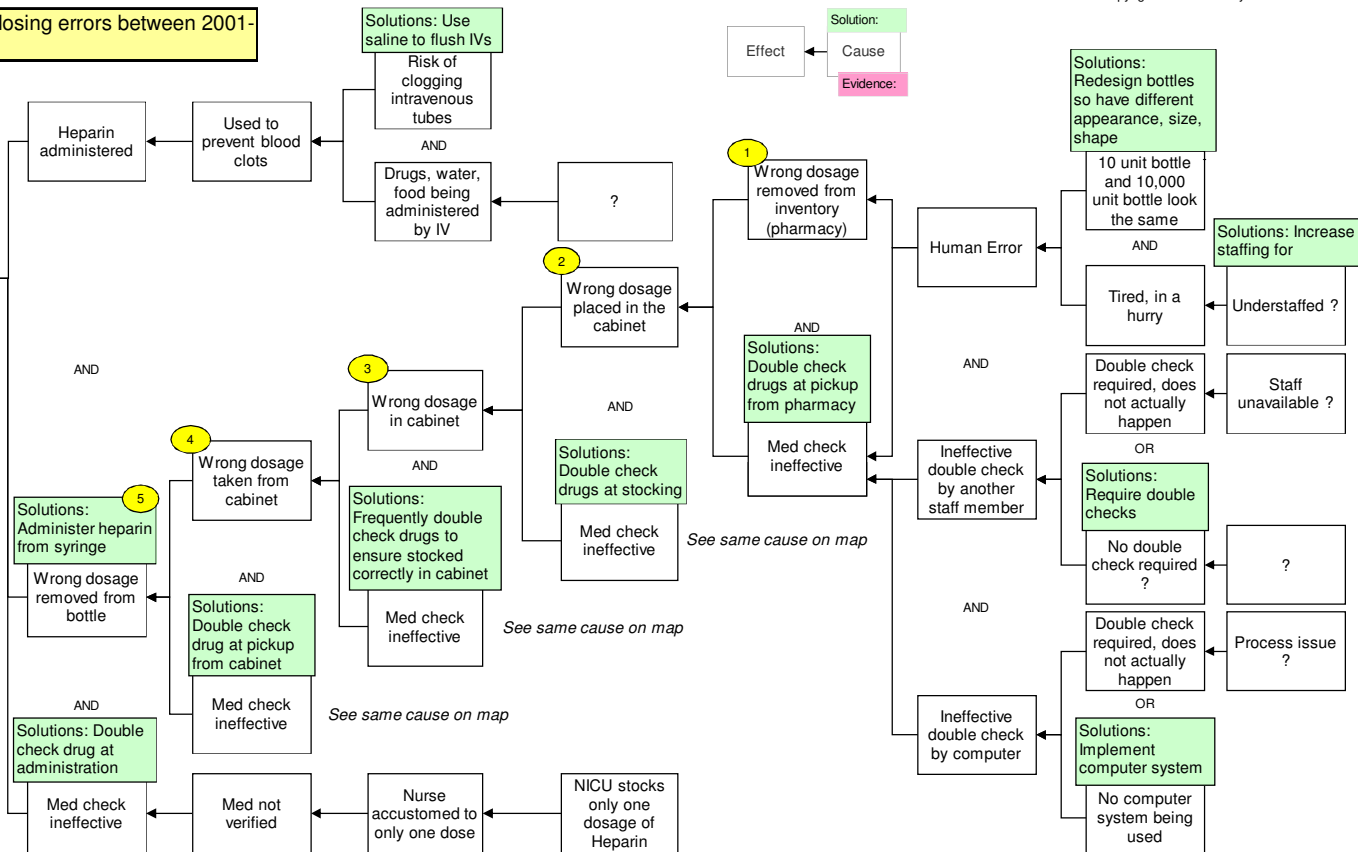 losing errors between 2001-
Solutions: Use
saline to flush IVs
Risk of
clogging
intravenous
tubes
Solution:
Effect
Cause
Evidence:
Heparin
administered
Used to
prevent blood
clots
AND
Drugs, water,
food being
administered
by IV
?
1
Wrong dosage
removed from
inventory
(pharmacy)
Solutions:
Redesign bottles
so have different
appearance, size,
shape
10 unit bottle
and 10,000
unit bottle look
the same
Human Error
AND
Solutions: Increase
staffing for
Tired, in a
hurry
Understaffed ?
2
Wrong dosage
placed in the
cabinet
AND
Solutions:
Double check
drugs at pickup
from pharmacy
Med check
ineffective
AND
Double check
required, does
not actually
happen
Staff
unavailable ?
AND
3
Wrong dosage
in cabinet
AND
Solutions:
Double check
drugs at stocking
Med check
ineffective
See same cause on map
Ineffective
double check
by another
staff member
OR
Solutions:
Require double
checks
No double
check required
?
?
4
Wrong dosage
taken from
cabinet
AND
Solutions:
Frequently double
check drugs to
ensure stocked
correctly in cabinet
Med check
ineffective
See same cause on map
AND
Double check
required, does
not actually
happen
Process issue
?
5
Solutions:
Administer heparin
from syringe
Wrong dosage
removed from
bottle
AND
Solutions:
Double check
drug at pickup
from cabinet
Med check
ineffective
See same cause on map
Ineffective
double check
by computer
OR
Solutions:
Implement
computer system
No computer
system being
used
AND
Solutions: Double
check drug at
administration
Med check
ineffective
Med not
verified
Nurse
accustomed to
only one dose
NICU stocks
only one
dosage of
Heparin